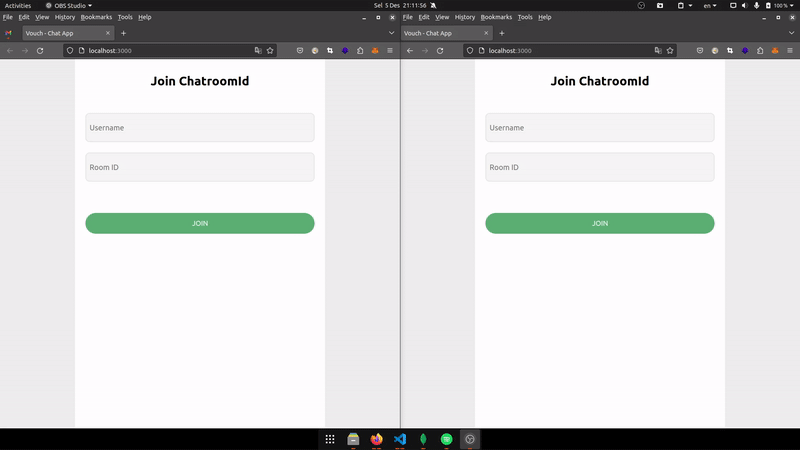 Activities OBS Studio Sel 5 Des 21:11:56 en 100 %
File Edit View History Bookmarks Tools Help
Vouch - Chat App
localhost:3000
Join ChatroomId
Username
Room ID
JOIN
File Edit View History Bookmarks Tools Help
Vouch - Chat App
localhost:3000
Join ChatroomId
Username
Room ID
JOIN